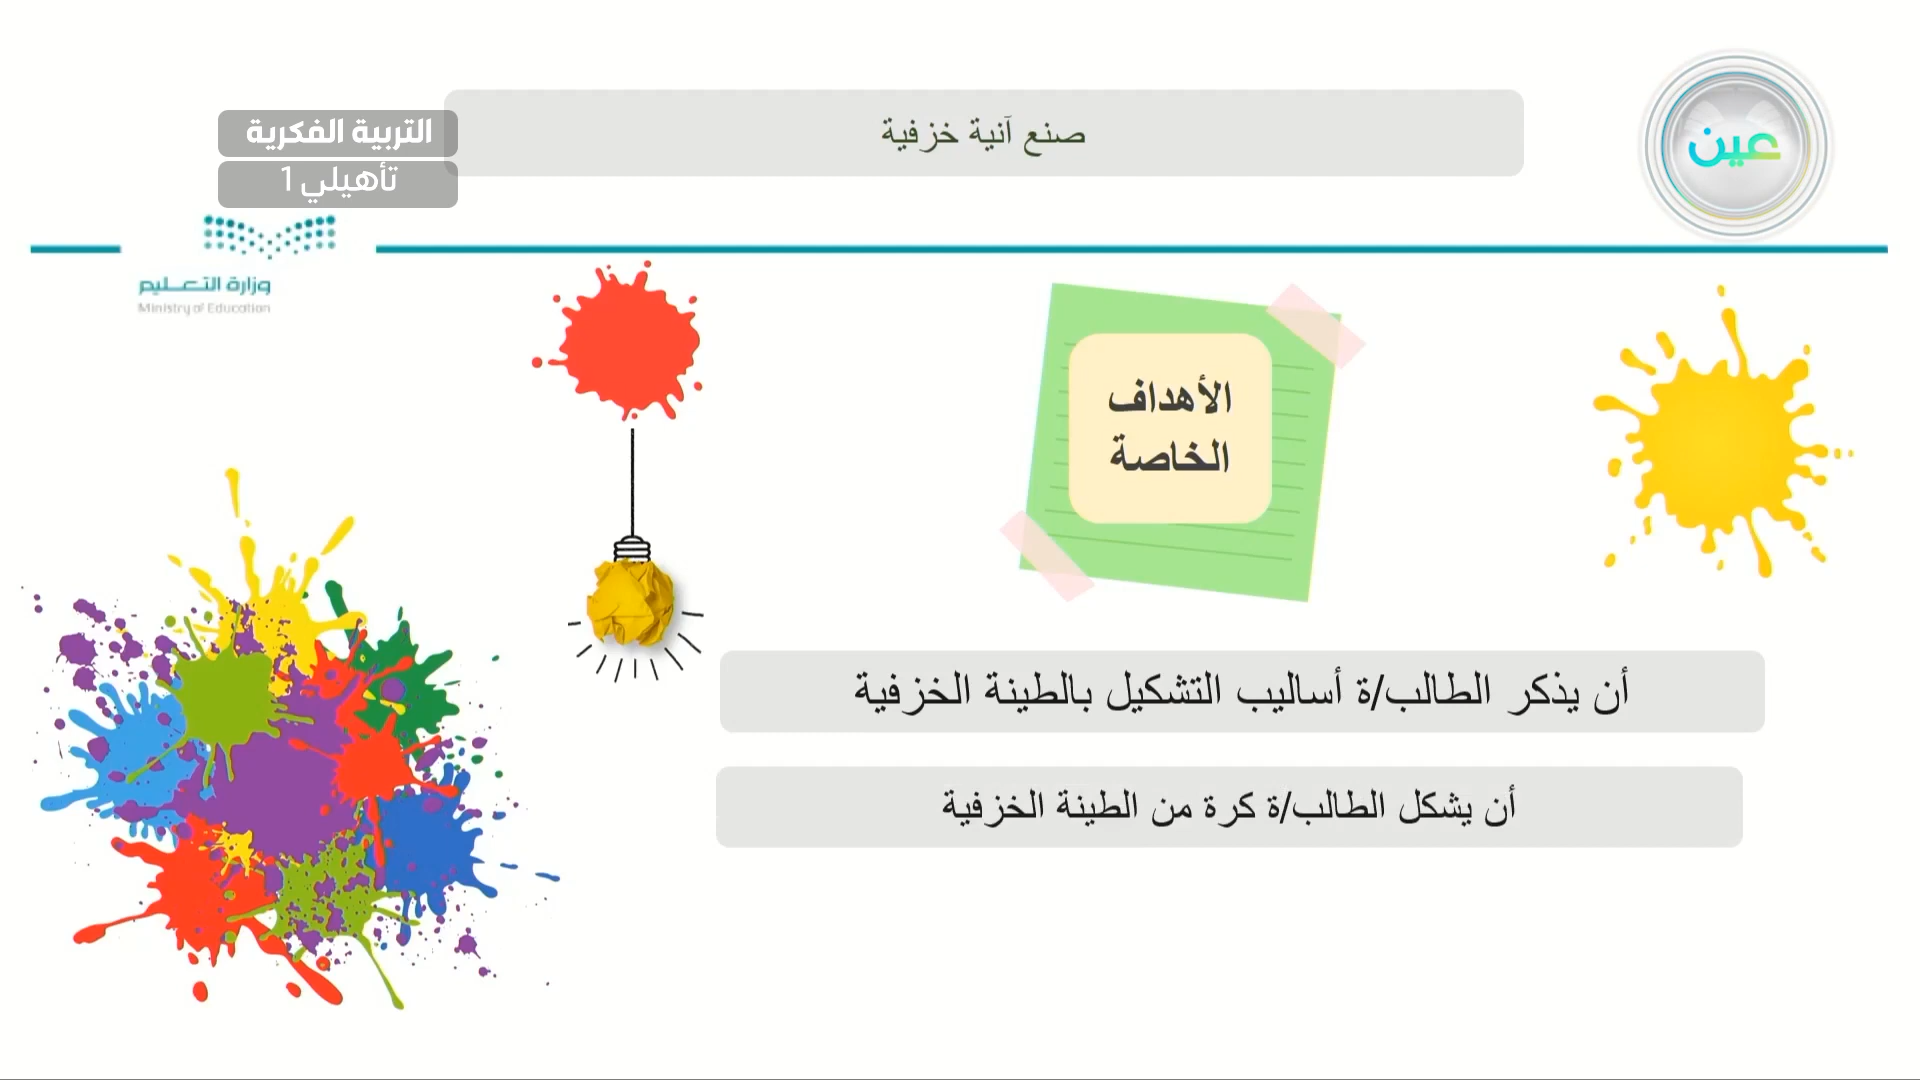 صنع آنية خزفية
عين
التربية الفكرية
تأهيلي 1
وزارة التعليم
Ministry of Education
الأهداف
الخاصة
أن يذكر الطالب/ة أساليب التشكيل بالطينة الخزفية
أن يشكل الطالب/ة كرة من الطينة الخزفية